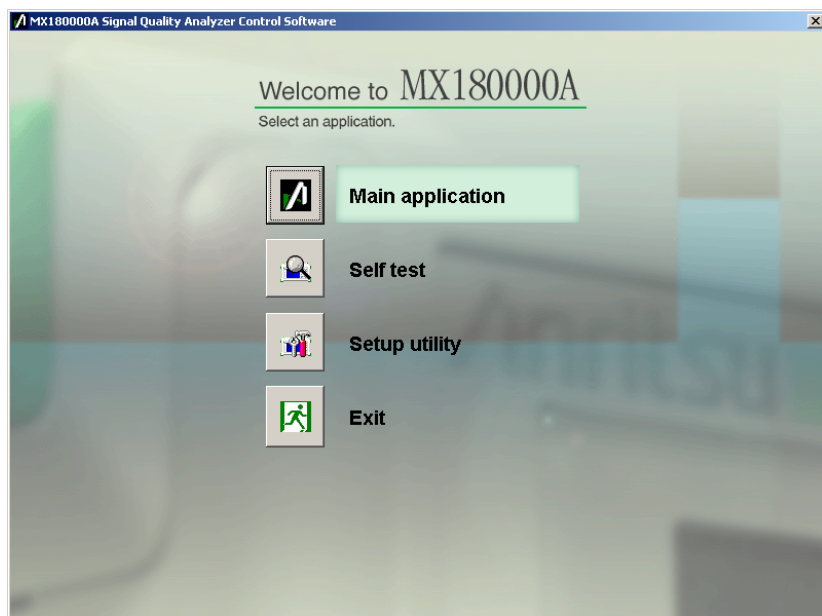 MX180000A Signal Quality Analyzer Control Software
Welcome to MX180000A
Select an application.
Main application
Self test
Setup utility
Anritsu
Exit